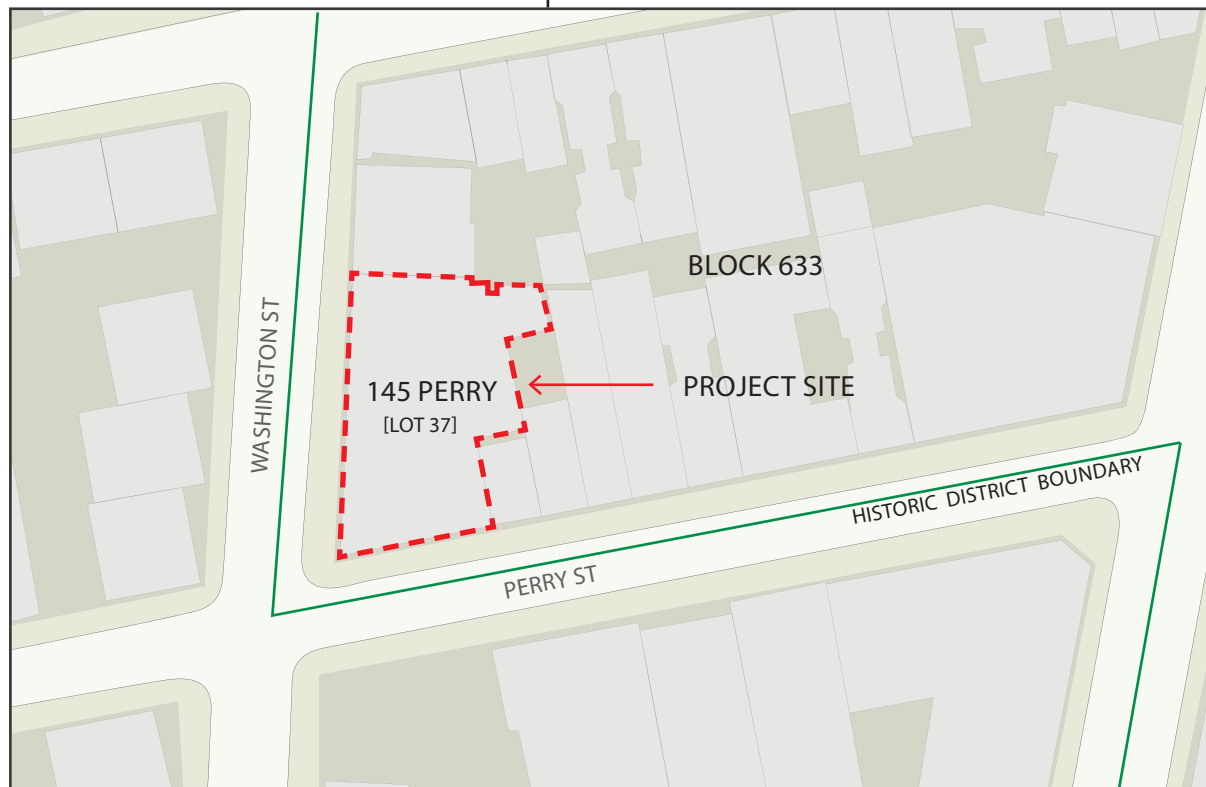 BLOCK 633
WASHINGTON ST
145 PERRY
[LOT 37]
PROJECT SITE
HISTORIC DISTRICT BOUNDARY
PERRY ST